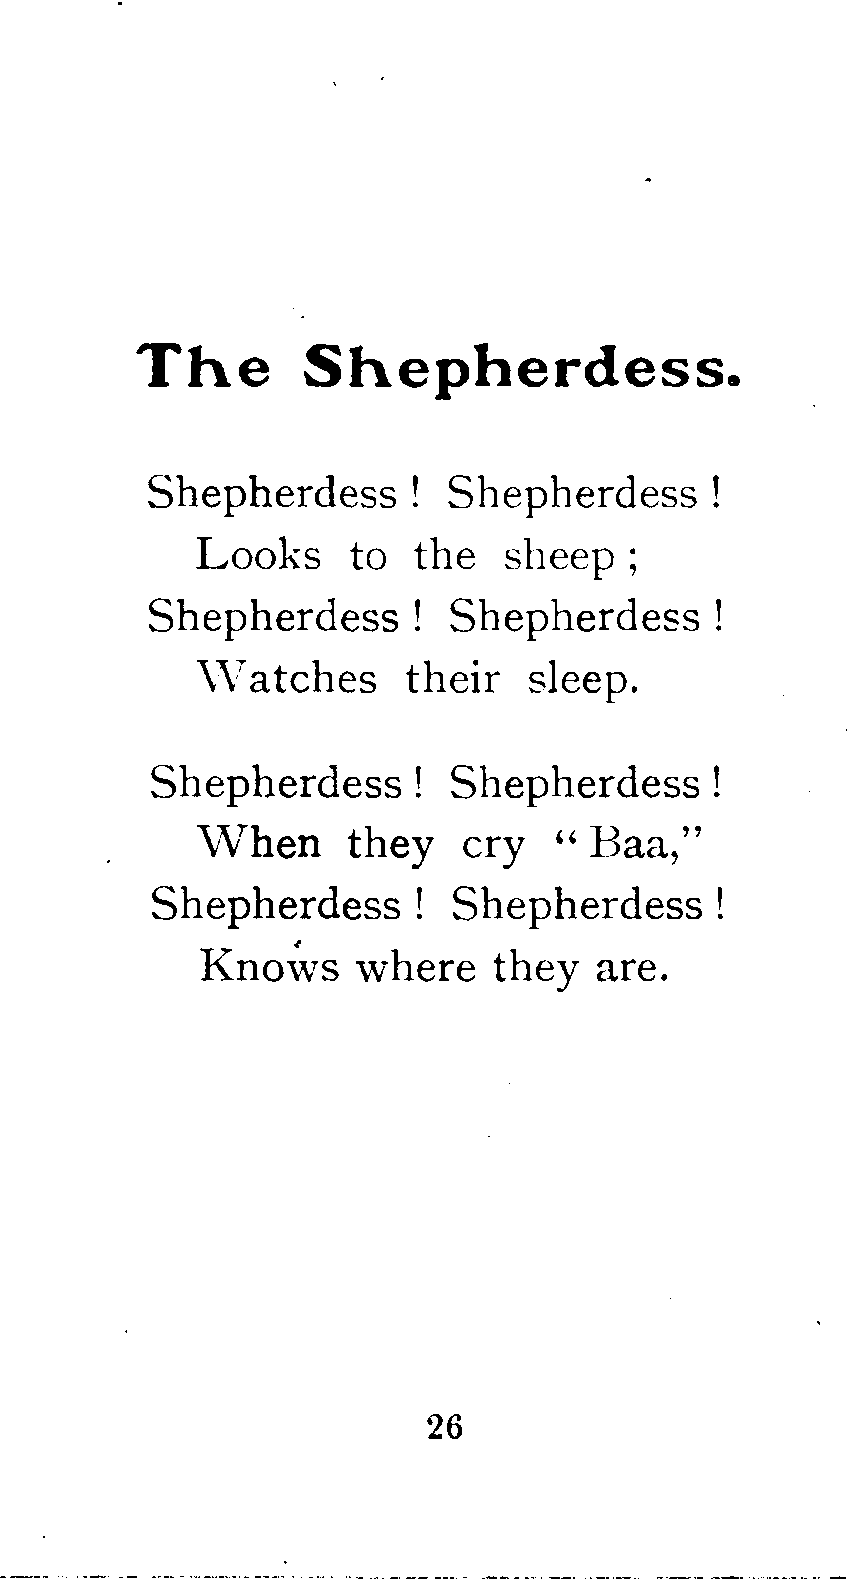 The Shepherdess.
Shepherdess ! Shepherdess !
Looks to the sheep ;
Shepherdess ! Shepherdess !
Watches their sleep.
Shepherdess ! Shepherdess !
When they cry “ Baa,”
Shepherdess ! Shepherdess !
Knows where they are.
26